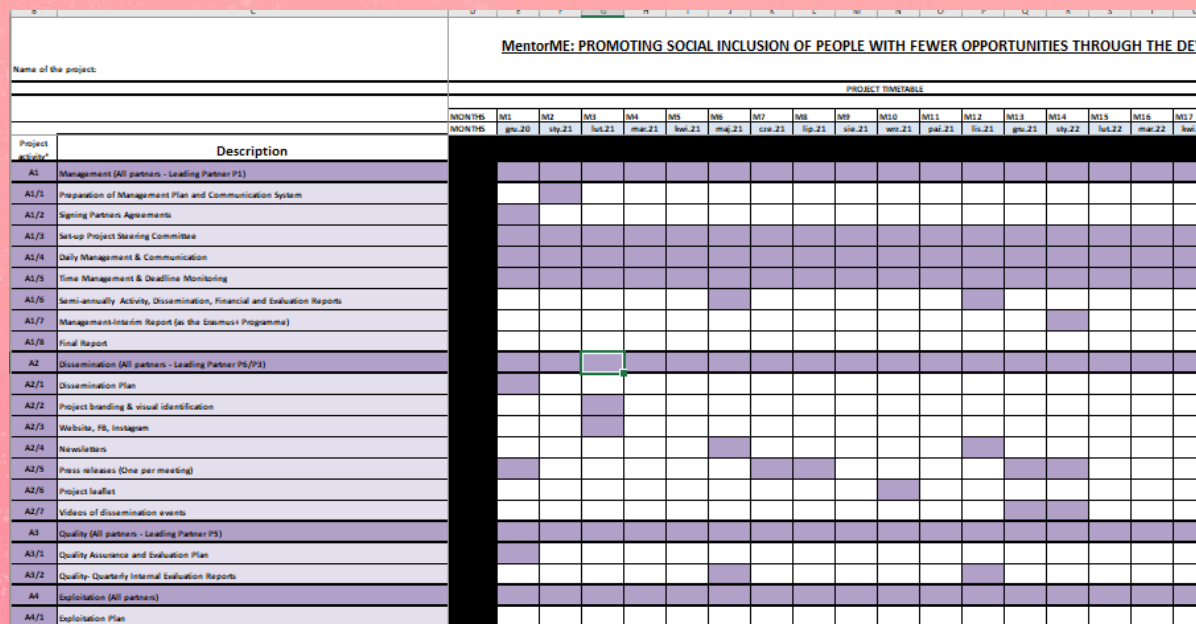 B C D E F G H I J K L M N O P Q R S T
MentorME: PROMOTING SOCIAL INCLUSION OF PEOPLE WITH FEWER OPPORTUNITIES THROUGH THE DE
Name of the project:
PROJECT TIMETABLE
MONTHS M1 M2 M3 M4 M5 M6 M7 M8 M9 M10 M11 M12 M13 M14 M15 M16 M17
MONTHS gru.20 sty.21 lut.21 mar.21 kwi.21 maj.21 cze.21 lip.21 sie.21 wrz.21 paź.21 lis.21 gru.21 sty.22 lut.22 mar.22 kwi.
Project
activity*
Description
A1 Management (All partners - Leading Partner P1)
A1/1 Preparation of Management Plan and Communication System
A1/2 Signing Partners Agreements
A1/3 Set-up Project Steering Committee
A1/4 Daily Management & Communication
A1/5 Time Management & Deadline Monitoring
A1/6 Semi-annually Activity, Dissemination, Financial and Evaluation Reports
A1/7 Management-Interim Report (as the Erasmus+ Programme)
A1/8 Final Report
A2 Dissemination (All partners - Leading Partner P6/P3)
A2/1 Dissemination Plan
A2/2 Project branding & visual identification
A2/3 Website, FB, Instagram
A2/4 Newsletters
A2/5 Press releases (One per meeting)
A2/6 Project leaflet
A2/7 Videos of dissemination events
A3 Quality (All partners - Leading Partner P5)
A3/1 Quality Assurance and Evaluation Plan
A3/2 Quality- Quarterly Internal Evaluation Reports
A4 Exploitation (All partners)
A4/1 Exploitation Plan